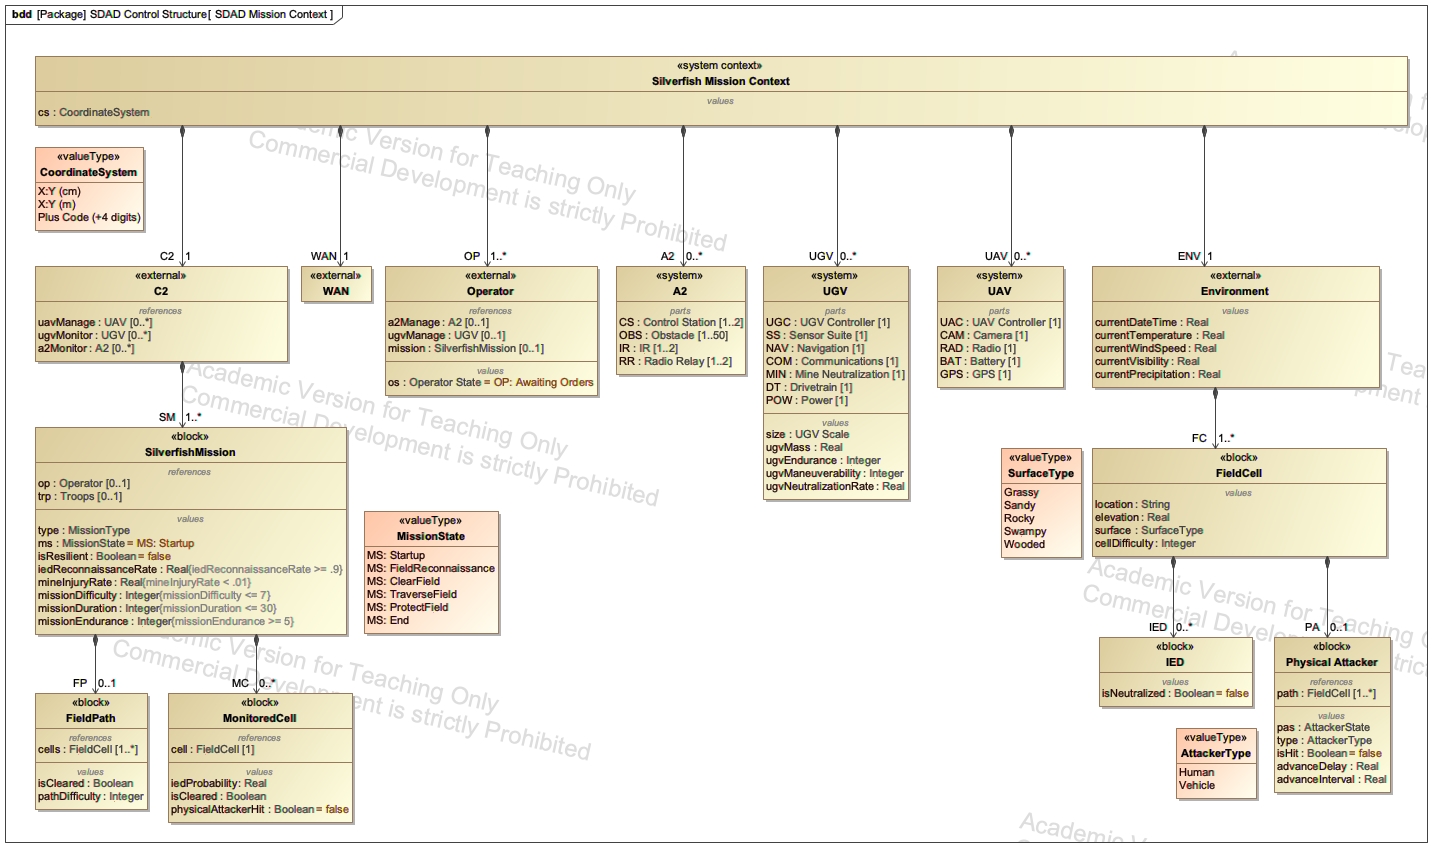 bdd [Package] SDAD Control Structure[ SDAD Mission Context ]
«system context»
Silverfish Mission Context
values
cs : CoordinateSystem
«valueType»
CoordinateSystem
X:Y (cm)
X:Y (m)
Plus Code (+4 digits)
C2 1
WAN 1
OP 1..*
A2 0..*
UGV 0..*
UAV 0..*
ENV 1
«external»
C2
references
uavManage : UAV [0..*]
ugvMonitor : UGV [0..*]
a2Monitor : A2 [0..*]
«external»
WAN
«external»
Operator
references
a2Manage : A2 [0..1]
ugvManage : UGV [0..1]
mission : SilverfishMission [0..1]
values
os : Operator State = OP: Awaiting Orders
«system»
A2
parts
CS : Control Station [1..2]
OBS : Obstacle [1..50]
IR : IR [1..2]
RR : Radio Relay [1..2]
«system»
UGV
parts
UGC : UGV Controller [1]
SS : Sensor Suite [1]
NAV : Navigation [1]
COM : Communications [1]
MIN : Mine Neutralization [1]
DT : Drivetrain [1]
POW : Power [1]
values
size : UGV Scale
ugvMass : Real
ugvEndurance : Integer
ugvManeuverability : Integer
ugvNeutralizationRate : Real
«system»
UAV
parts
UAC : UAV Controller [1]
CAM : Camera [1]
RAD : Radio [1]
BAT : Battery [1]
GPS : GPS [1]
«external»
Environment
values
currentDateTime : Real
currentTemperature : Real
currentWindSpeed : Real
currentVisibility : Real
currentPrecipitation : Real
SM 1..*
«block»
SilverfishMission
references
op : Operator [0..1]
trp : Troops [0..1]
values
type : MissionType
ms : MissionState = MS: Startup
isResilient : Boolean = false
iedReconnaissanceRate : Real{iedReconnaissanceRate >= .9}
mineInjuryRate : Real{mineInjuryRate < .01}
missionDifficulty : Integer{missionDifficulty <= 7}
missionDuration : Integer{missionDuration <= 30}
missionEndurance : Integer{missionEndurance >= 5}
«valueType»
MissionState
MS: Startup
MS: FieldReconnaissance
MS: ClearField
MS: TraverseField
MS: ProtectField
MS: End
FC 1..*
«valueType»
SurfaceType
Grassy
Sandy
Rocky
Swampy
Wooded
«block»
FieldCell
values
location : String
elevation : Real
surface : SurfaceType
cellDifficulty : Integer
FP 0..1
MC 0..*
«block»
FieldPath
references
cells : FieldCell [1..*]
values
isCleared : Boolean
pathDifficulty : Integer
«block»
MonitoredCell
references
cell : FieldCell [1]
values
iedProbability: Real
isCleared : Boolean
physicalAttackerHit : Boolean = false
IED 0..*
PA 0..1
«block»
IED
values
isNeutralized : Boolean = false
«block»
Physical Attacker
references
path : FieldCell [1..*]
values
pas : AttackerState
type : AttackerType
isHit : Boolean = false
advanceDelay : Real
advanceInterval : Real
«valueType»
AttackerType
Human
Vehicle
Academic Version for Teaching Only
Commercial Development is strictly Prohibited
Academic Version for Teaching Only
Commercial Development is strictly Prohibited
Academic Version for Teaching Only
Commercial Development is strictly Prohibited
Academic Version for Teaching
Commercial Development is